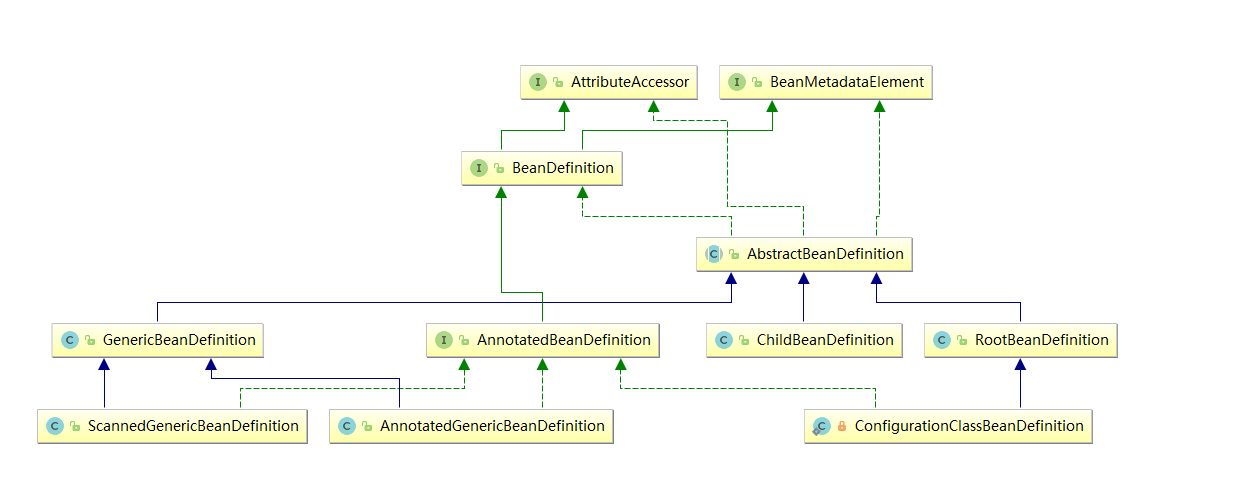 I AttributeAccessor
I BeanMetadataElement
I BeanDefinition
C AbstractBeanDefinition
C GenericBeanDefinition
I AnnotatedBeanDefinition
C ChildBeanDefinition
C RootBeanDefinition
C ScannedGenericBeanDefinition
C AnnotatedGenericBeanDefinition
C ConfigurationClassBeanDefinition